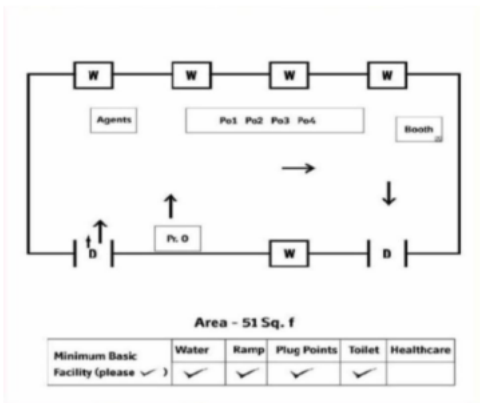 W W W W
Agents
Po1 Po2 Po3 Po4
Booth
D
Pr. O
W
D
Area - 51 Sq. f
Minimum Basic Facility (please ✓ )
Water Ramp Plug Points Toilet Healthcare
✓ ✓ ✓ ✓